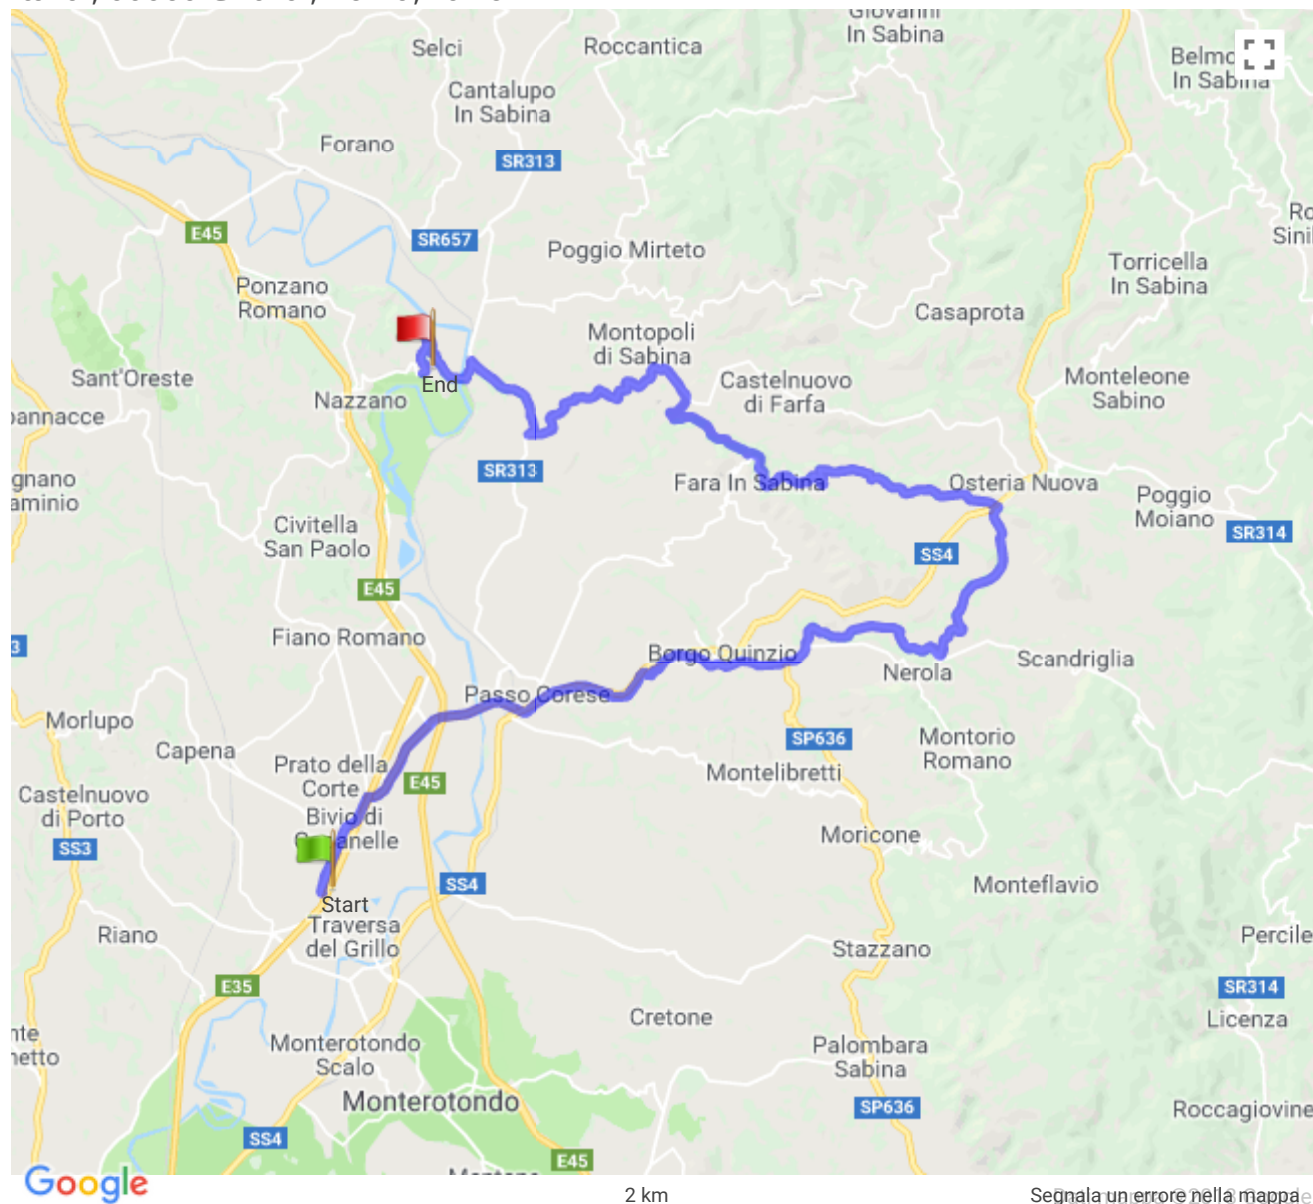 Selci
Roccantica
Giovanni
In Sabina
Cantalupo
In Sabina
In Sabina
Forano
SR313
E45
SR657
Poggio Mirteto
Torricella
In Sabina
Ponzano
Romano
Casaprota
Montopoli
di Sabina
Sant'Oreste
Nazzano
End
Castelnuovo
di Farfa
Monteleone
Sabino
SR313
Fara In Sabina
Osteria Nuova
Poggio
Moiano
SR314
Civitella
San Paolo
SS4
E45
Fiano Romano
Borgo Quinzio
Nerola
Scandriglia
Passo Corese
Morlupo
Capena
SP636
Montorio
Romano
Prato della
Corte
E45
Montelibretti
Castelnuovo
di Porto
SS3
Bivio di
Moricone
Start
SS4
Monteflavio
Traversa
del Grillo
Riano
Stazzano
Percile
E35
SR314
Cretone
Licenza
Monterotondo
Scalo
Palombara
Sabina
Monterotondo
SP636
Roccagiovine
SS4
E45
Google
2 km
Segnala un errore nella mappa